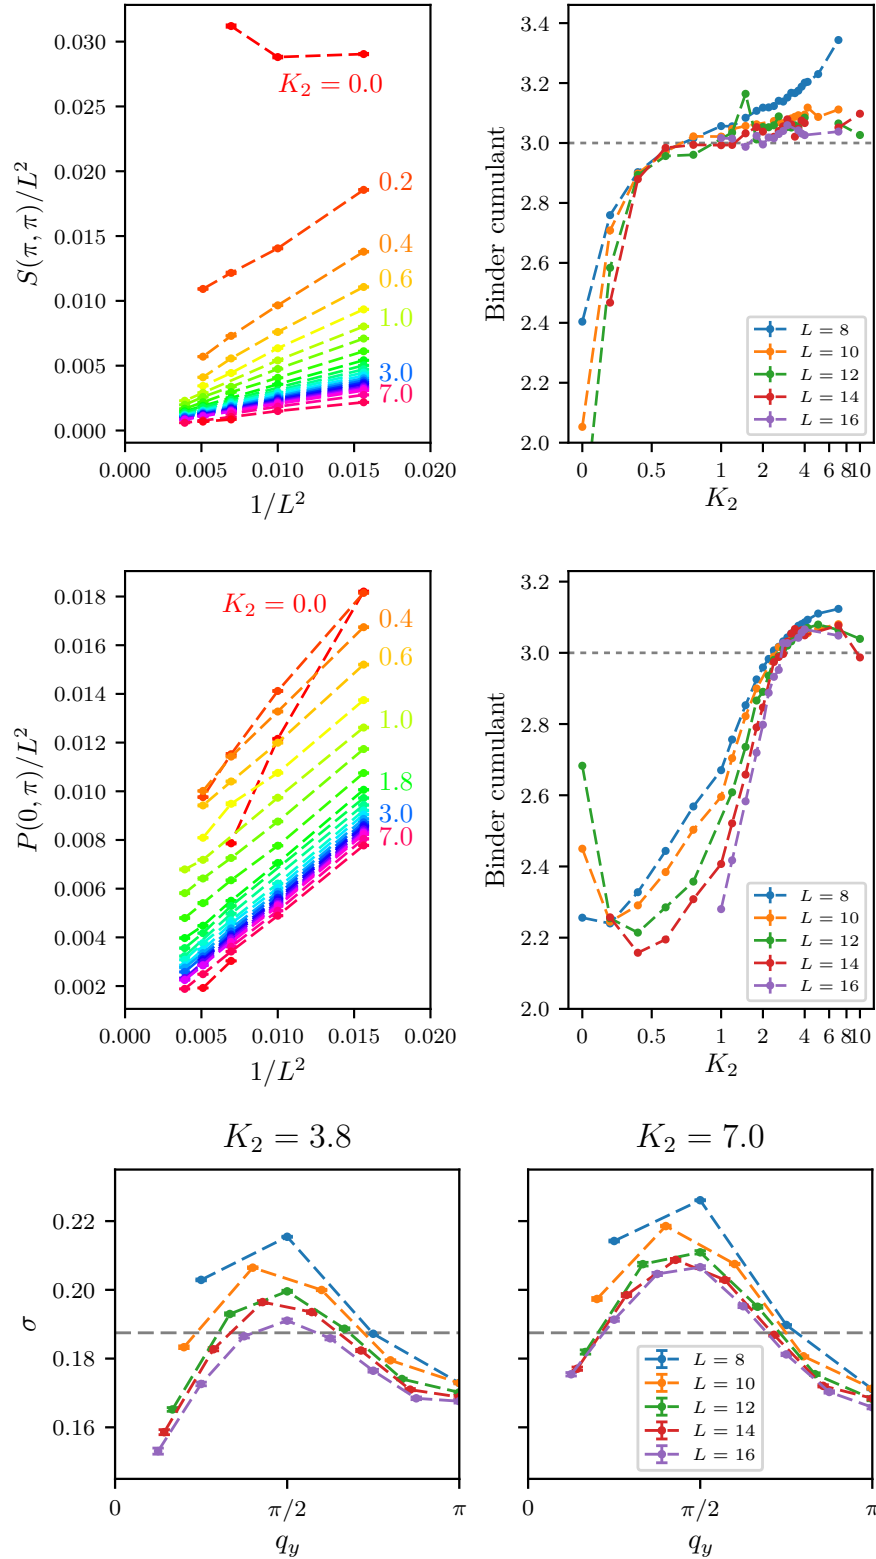 0.030
0.025
0.020
0.015
0.010
0.005
0.000
S(π, π)/L²
K₂ = 0.0
0.2
0.4
0.6
1.0
3.0
7.0
0.000 0.005 0.010 0.015 0.020
1/L²
3.4
3.2
3.0
2.8
2.6
2.4
2.2
2.0
Binder cumulant
L = 8
L = 10
L = 12
L = 14
L = 16
0 0.5 1 2 4 6 8 10
K₂
0.018
0.016
0.014
0.012
0.010
0.008
0.006
0.004
0.002
P(0, π)/L²
K₂ = 0.0
0.4
0.6
1.0
1.8
3.0
7.0
0.000 0.005 0.010 0.015 0.020
1/L²
3.2
3.0
2.8
2.6
2.4
2.2
2.0
Binder cumulant
L = 8
L = 10
L = 12
L = 14
L = 16
0 0.5 1 2 4 6 8 10
K₂
K₂ = 3.8
0.22
0.20
0.18
0.16
σ
0 π/2 π
q_y
K₂ = 7.0
L = 8
L = 10
L = 12
L = 14
L = 16
0 π/2 π
q_y